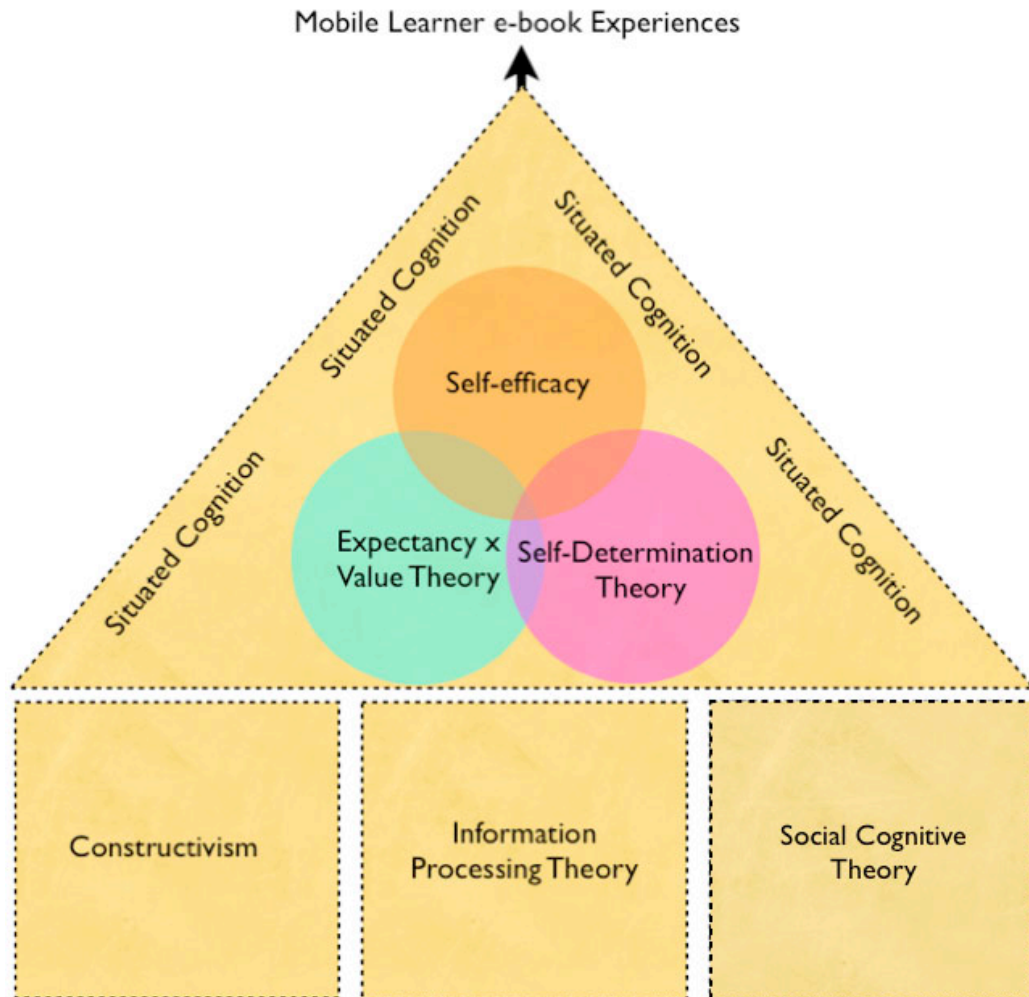 Mobile Learner e-book Experiences
Situated Cognition
Situated Cognition
Situated Cognition
Situated Cognition
Self-efficacy
Expectancy x
Value Theory
Self-Determination
Theory
Constructivism
Information
Processing Theory
Social Cognitive
Theory